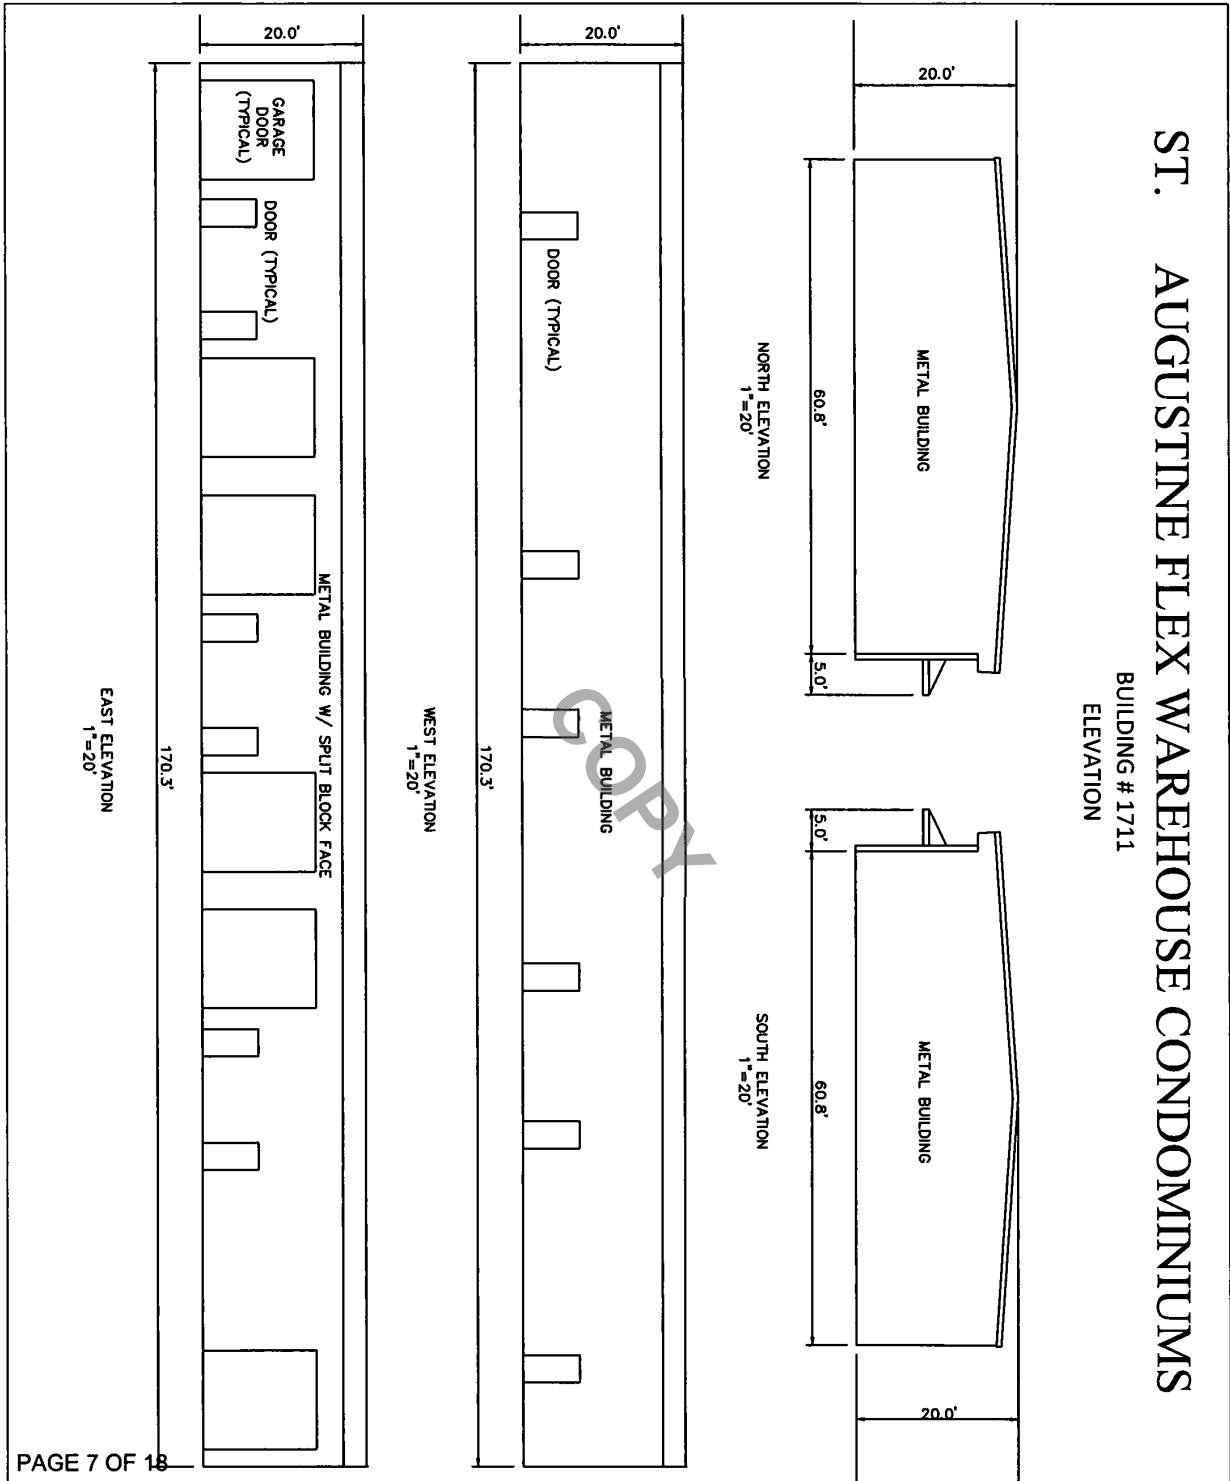 ST. AUGUSTINE FLEX WAREHOUSE CONDOMINIUMS
BUILDING # 1711
ELEVATION
20.0'
METAL BUILDING
60.8'
5.0'
NORTH ELEVATION
1"=20'
5.0'
METAL BUILDING
60.8'
20.0'
SOUTH ELEVATION
1"=20'
20.0'
DOOR (TYPICAL)
METAL BUILDING
170.3'
WEST ELEVATION
1"=20'
20.0'
GARAGE
DOOR
(TYPICAL)
DOOR (TYPICAL)
METAL BUILDING W/ SPLIT BLOCK FACE
170.3'
EAST ELEVATION
1"=20'
COPY
PAGE 7 OF 18